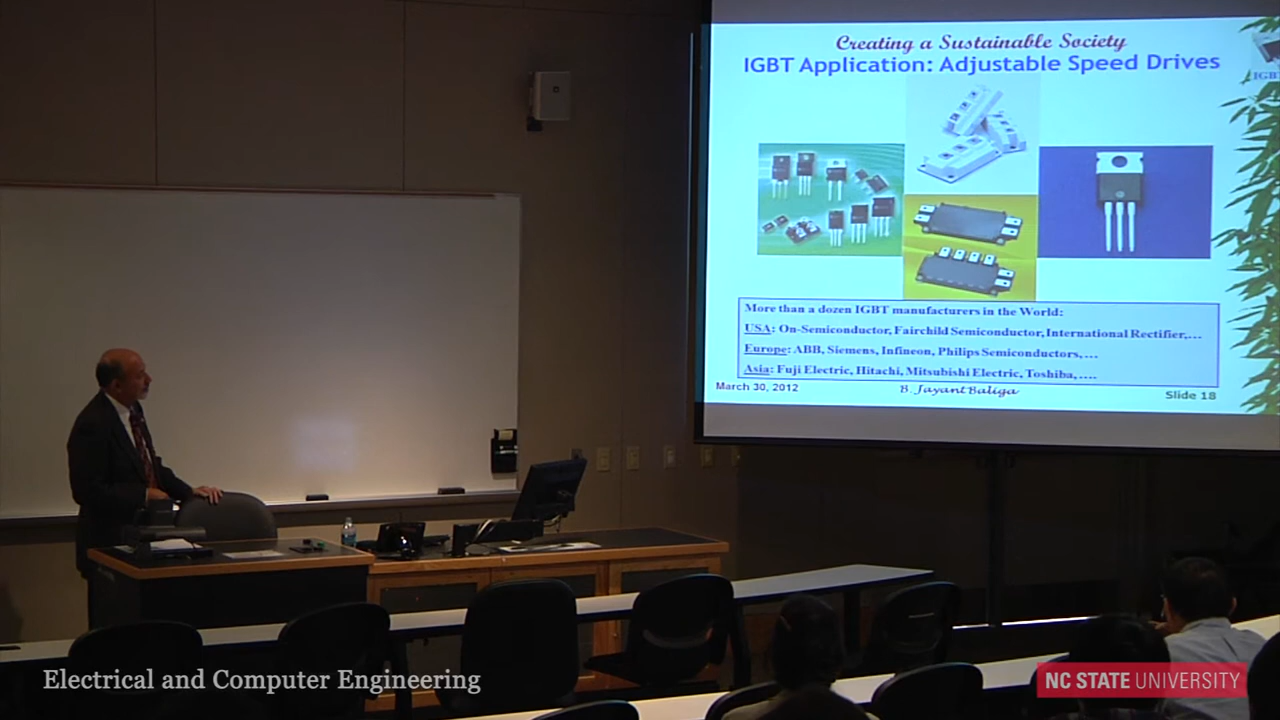 Creating a Sustainable Society
IGBT Application: Adjustable Speed Drives
IGB
More than a dozen IGBT manufacturers in the World:
USA: On-Semiconductor, Fairchild Semiconductor, International Rectifier,…
Europe: ABB, Siemens, Infineon, Philips Semiconductors, …
Asia: Fuji Electric, Hitachi, Mitsubishi Electric, Toshiba, ….
March 30, 2012
B. Jayant Baliga
Slide 18
Electrical and Computer Engineering
NC STATE UNIVERSITY